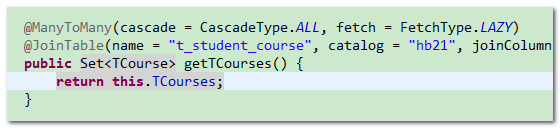 @ManyToMany(cascade = CascadeType.ALL, fetch = FetchType.LAZY)
@JoinTable(name = "t_student_course", catalog = "hb21", joinColumn
public Set<TCourse> getTCourses() {
return this.TCourses;
}